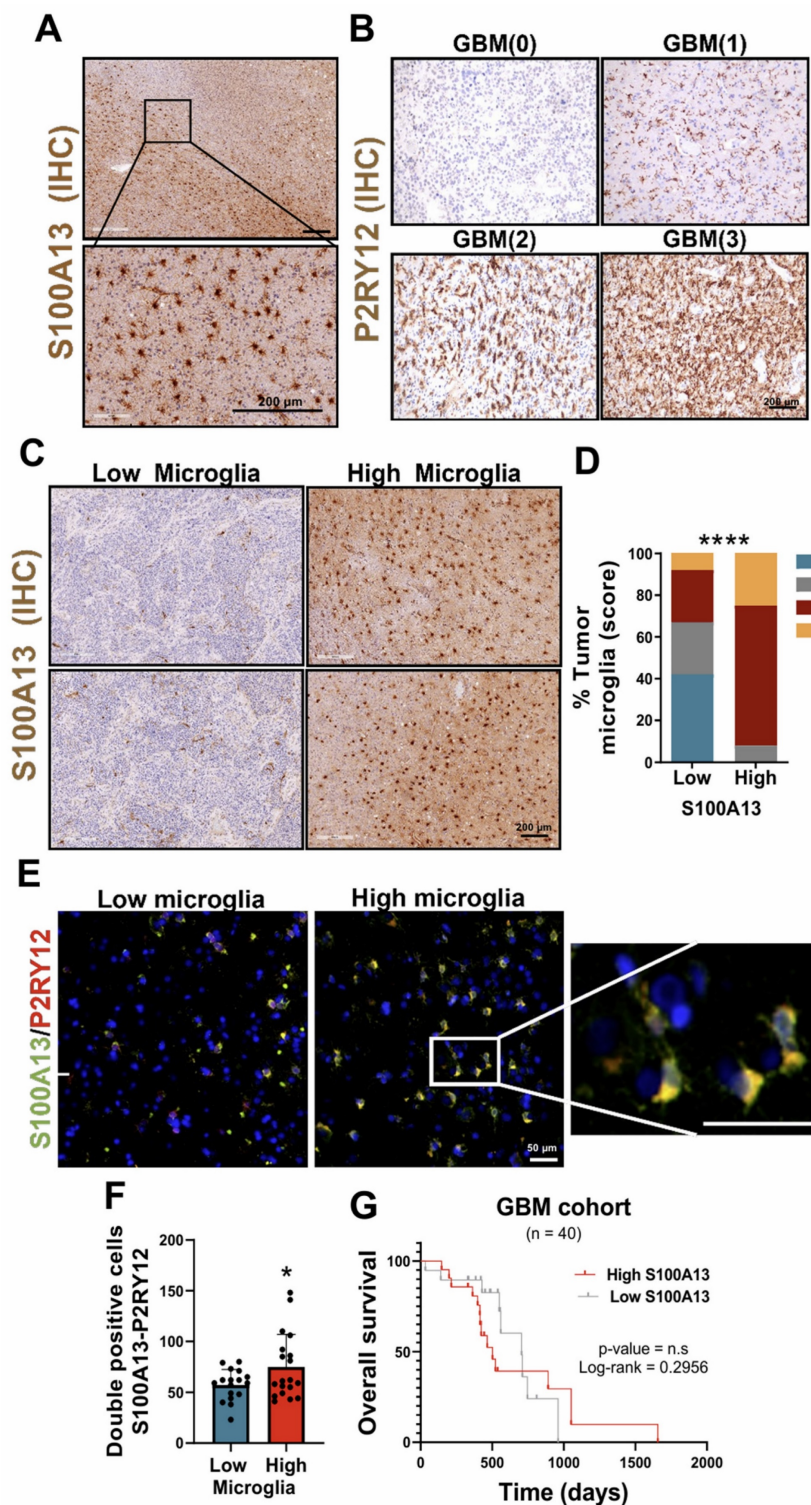 A
S100A13 (IHC)
200 µm
B
P2RY12 (IHC)
GBM(0)
GBM(1)
GBM(2)
GBM(3)
200 µm
C
Low Microglia
High Microglia
S100A13 (IHC)
200 µm
D
****
% Tumor
microglia (score)
100
80
60
40
20
0
Low
High
S100A13
E
Low microglia
High microglia
S100A13/P2RY12
50 µm
F
Double positive cells
S100A13-P2RY12
200
150
100
50
0
*
Low
High
Microglia
G
GBM cohort
(n = 40)
Overall survival
100
50
0
High S100A13
Low S100A13
p-value = n.s
Log-rank = 0.2956
0
500
1000
1500
2000
Time (days)